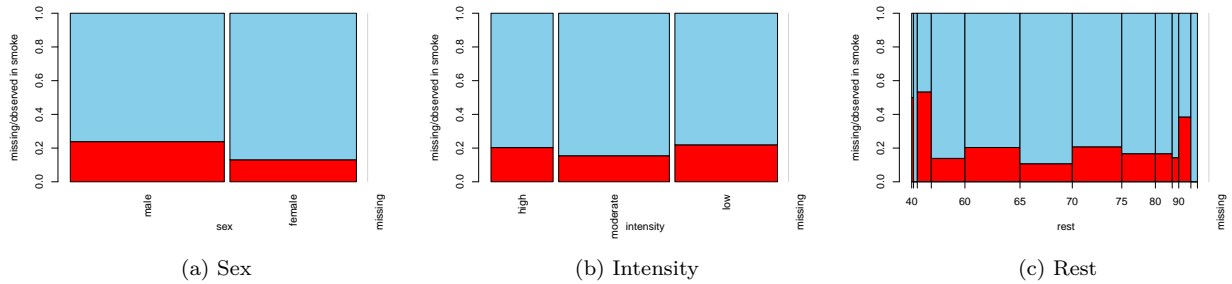 missing/observed in smoke
0.0 0.2 0.4 0.6 0.8 1.0
male
female
missing
sex
(a) Sex
missing/observed in smoke
0.0 0.2 0.4 0.6 0.8 1.0
high
moderate
low
missing
intensity
(b) Intensity
missing/observed in smoke
0.0 0.2 0.4 0.6 0.8 1.0
40 60 65 70 75 80 90
missing
rest
(c) Rest